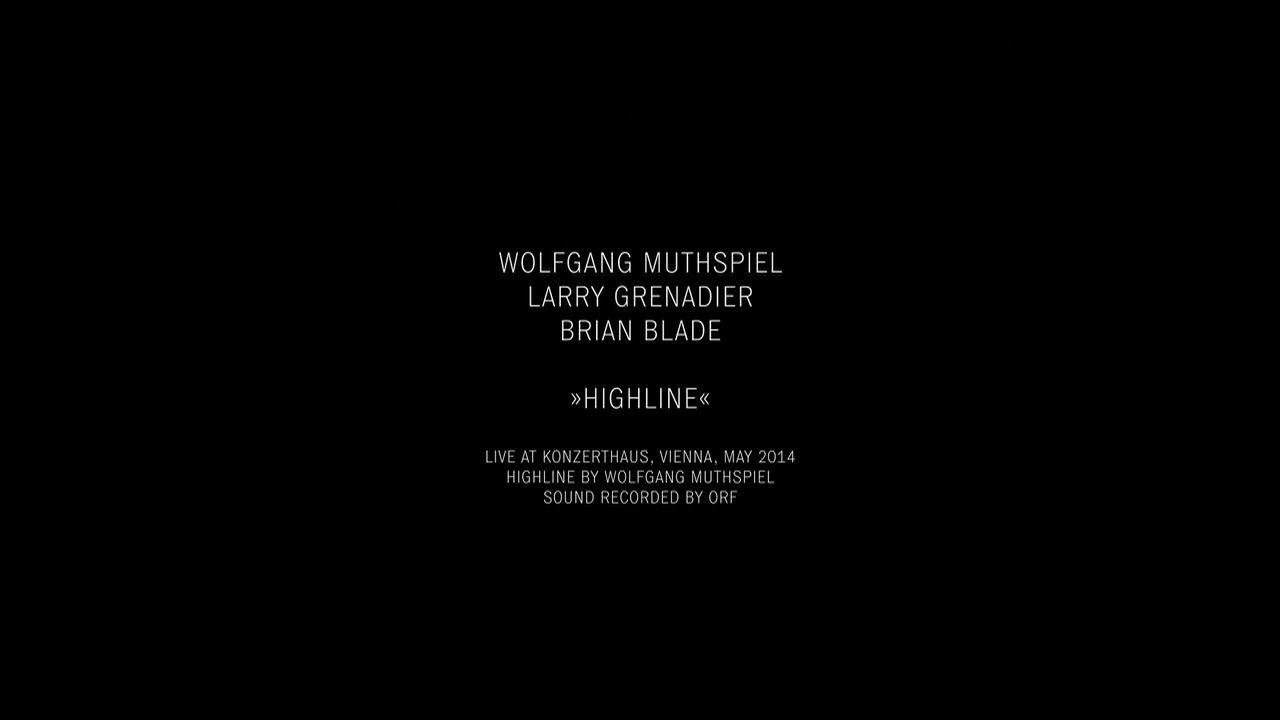 WOLFGANG MUTHSPIEL
LARRY GRENADIER
BRIAN BLADE
»HIGHLINE«
LIVE AT KONZERTHAUS, VIENNA, MAY 2014
HIGHLINE BY WOLFGANG MUTHSPIEL
SOUND RECORDED BY ORF